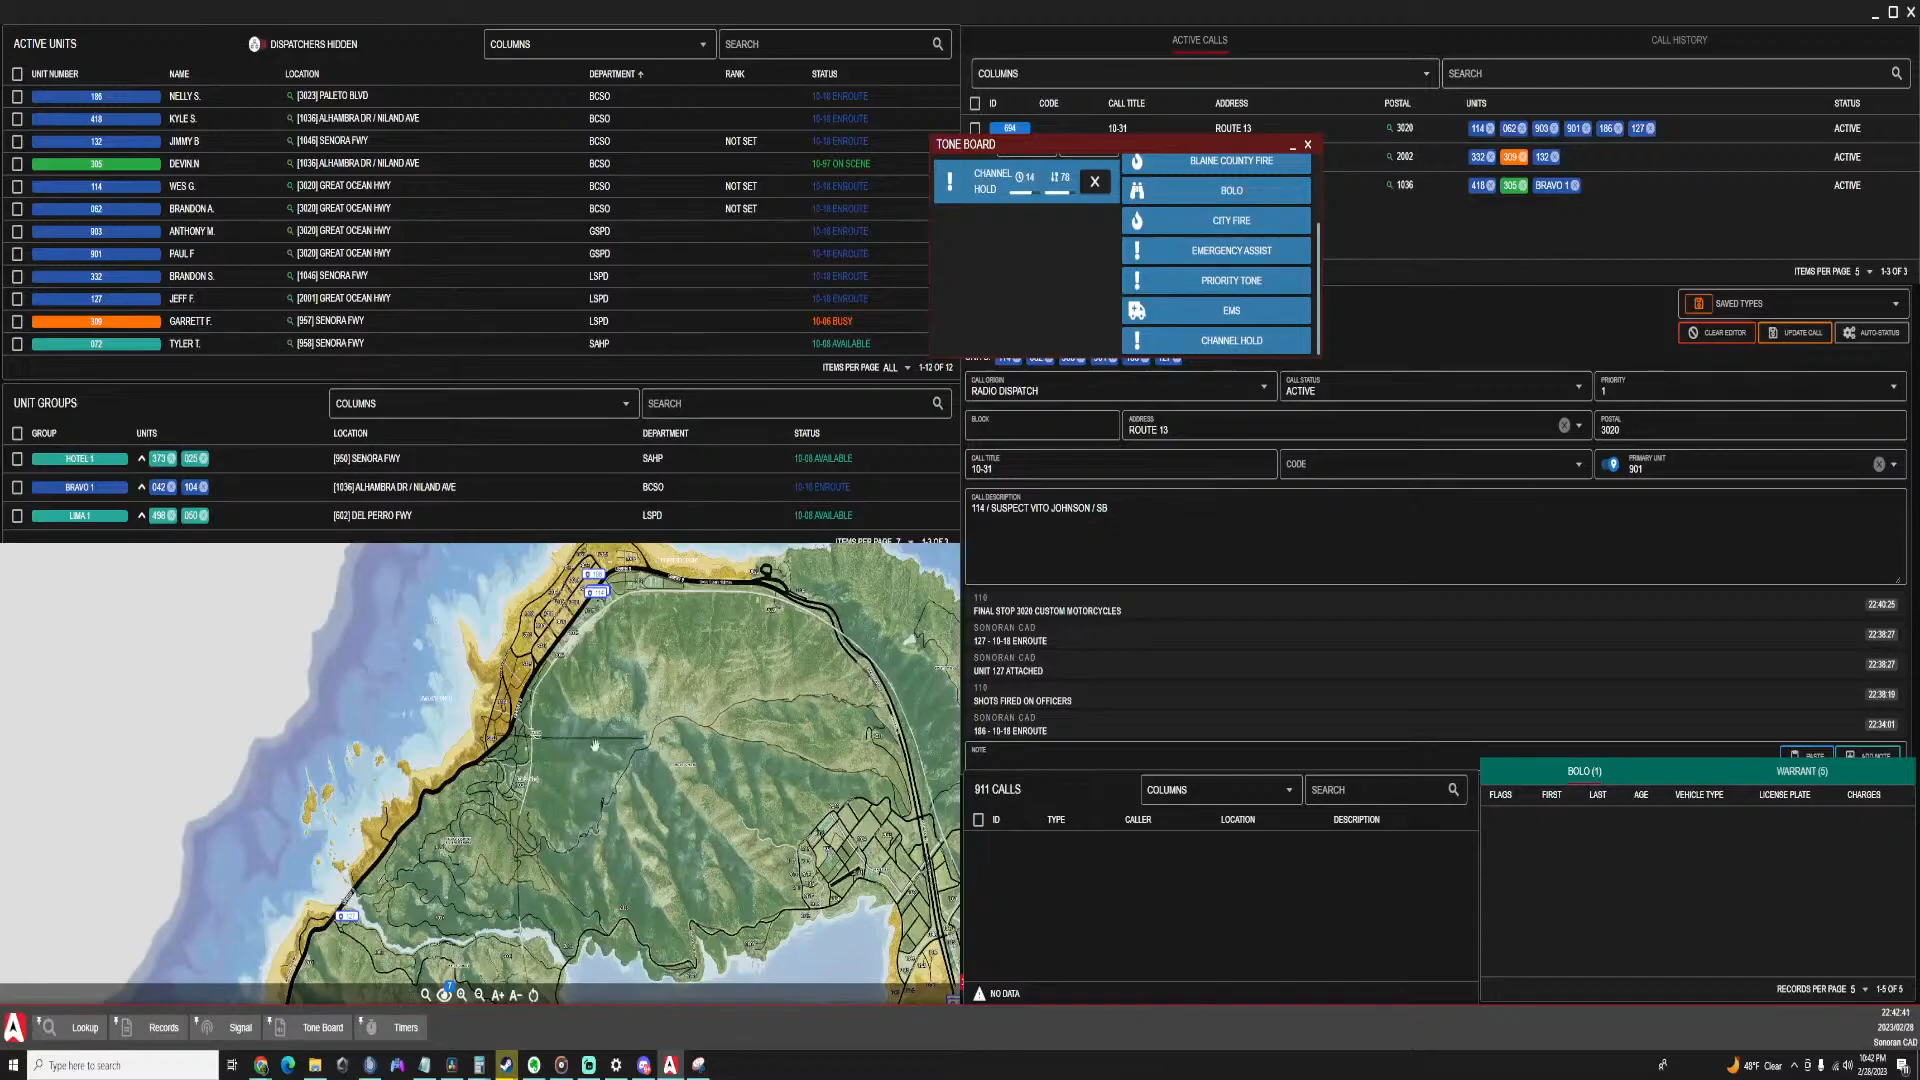 ACTIVE UNITS
DISPATCHERS HIDDEN
COLUMNS
SEARCH
UNIT NUMBER NAME LOCATION DEPARTMENT RANK STATUS
186 NELLY S. [3023] PALETO BLVD BCSO 10-18 ENROUTE
418 KYLE S. [1036] ALHAMBRA DR / NILAND AVE BCSO 10-18 ENROUTE
132 JIMMY B [1046] SENORA FWY BCSO NOT SET 10-18 ENROUTE
305 DEVIN.N [1036] ALHAMBRA DR / NILAND AVE BCSO 10-97 ON SCENE
114 WES G. [3020] GREAT OCEAN HWY BCSO NOT SET 10-18 ENROUTE
062 BRANDON A. [3020] GREAT OCEAN HWY BCSO NOT SET 10-18 ENROUTE
903 ANTHONY M. [3020] GREAT OCEAN HWY GSPD 10-18 ENROUTE
901 PAUL F [3020] GREAT OCEAN HWY GSPD 10-18 ENROUTE
332 BRANDON S. [1046] SENORA FWY LSPD 10-18 ENROUTE
127 JEFF F. [2001] GREAT OCEAN HWY LSPD 10-18 ENROUTE
309 GARRETT F. [957] SENORA FWY LSPD 10-06 BUSY
072 TYLER T. [958] SENORA FWY SAHP 10-08 AVAILABLE
ITEMS PER PAGE ALL 1-12 OF 12
UNIT GROUPS
COLUMNS
SEARCH
GROUP UNITS LOCATION DEPARTMENT STATUS
HOTEL 1 373 025 [950] SENORA FWY SAHP 10-08 AVAILABLE
BRAVO 1 042 104 [1036] ALHAMBRA DR / NILAND AVE BCSO 10-18 ENROUTE
LIMA 1 498 050 [602] DEL PERRO FWY LSPD 10-08 AVAILABLE
ITEMS PER PAGE 7 1-3 OF 3
114
127
7
A+ A-
ACTIVE CALLS
CALL HISTORY
COLUMNS
SEARCH
ID CODE CALL TITLE ADDRESS POSTAL UNITS STATUS
694 10-31 ROUTE 13 3020 114 062 903 901 186 127 ACTIVE
2002 332 309 132 ACTIVE
1036 418 305 BRAVO 1 ACTIVE
ITEMS PER PAGE 5 1-3 OF 3
TONE BOARD
CHANNEL HOLD 14 78 X
BLAINE COUNTY FIRE
BOLO
CITY FIRE
EMERGENCY ASSIST
PRIORITY TONE
EMS
CHANNEL HOLD
SAVED TYPES
CLEAR EDITOR
UPDATE CALL
AUTO-STATUS
CALL ORIGIN
RADIO DISPATCH
CALL STATUS
ACTIVE
PRIORITY
1
BLOCK
ADDRESS
ROUTE 13
POSTAL
3020
CALL TITLE
10-31
CODE
PRIMARY UNIT
901
CALL DESCRIPTION
114 / SUSPECT VITO JOHNSON / SB
110
FINAL STOP 3020 CUSTOM MOTORCYCLES 22:40:25
SONORAN CAD
127 - 10-18 ENROUTE 22:38:27
SONORAN CAD
UNIT 127 ATTACHED 22:38:27
110
SHOTS FIRED ON OFFICERS 22:38:19
SONORAN CAD
186 - 10-18 ENROUTE 22:34:01
NOTE
PASTE
ADD NOTE
911 CALLS
COLUMNS
SEARCH
ID TYPE CALLER LOCATION DESCRIPTION
NO DATA
BOLO (1)
WARRANT (5)
FLAGS FIRST LAST AGE VEHICLE TYPE LICENSE PLATE CHARGES
RECORDS PER PAGE 5 1-5 OF 5
Lookup
Records
Signal
Tone Board
Timers
22:42:41
2023/02/28
Sonoran CAD
Type here to search
48°F Clear
10:42 PM
2/28/2023